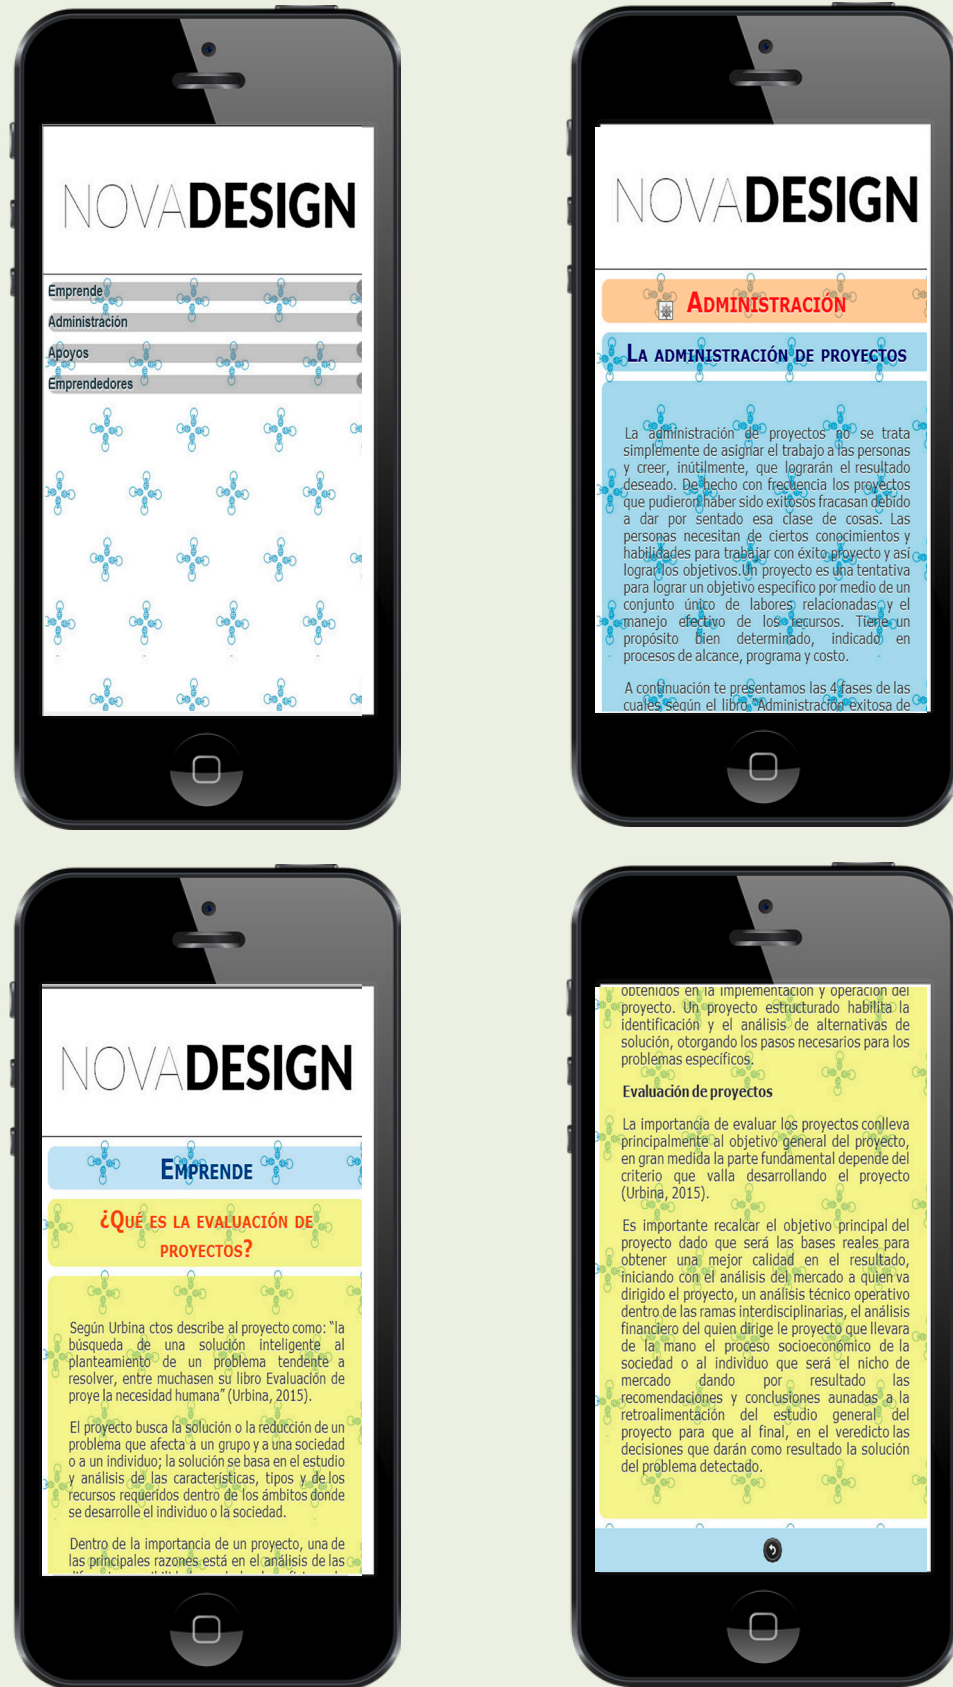 NOVADESIGN
Emprende
Administración
Apoyos
Emprendedores
NOVADESIGN
ADMINISTRACIÓN
LA ADMINISTRACIÓN DE PROYECTOS
La administración de proyectos no se trata
simplemente de asignar el trabajo a las personas
y creer, inútilmente, que lograrán el resultado
deseado. De hecho con frecuencia los proyectos
que pudieron haber sido exitosos fracasan debido
a dar por sentado esa clase de cosas. Las
personas necesitan de ciertos conocimientos y
habilidades para trabajar con éxito proyecto y así
lograr los objetivos.Un proyecto es una tentativa
para lograr un objetivo específico por medio de un
conjunto único de labores relacionadas y el
manejo efectivo de los recursos. Tiene un
propósito bien determinado, indicado en
procesos de alcance, programa y costo.
A continuación te presentamos las 4 fases de las
cuales según el libro "Administración exitosa de
NOVADESIGN
EMPRENDE
¿QUÉ ES LA EVALUACIÓN DE
PROYECTOS?
Según Urbina ctos describe al proyecto como: "la
búsqueda de una solución inteligente al
planteamiento de un problema tendente a
resolver, entre muchasen su libro Evaluación de
proye la necesidad humana" (Urbina, 2015).
El proyecto busca la solución o la reducción de un
problema que afecta a un grupo y a una sociedad
o a un individuo; la solución se basa en el estudio
y análisis de las características, tipos y de los
recursos requeridos dentro de los ámbitos donde
se desarrolle el individuo o la sociedad.
Dentro de la importancia de un proyecto, una de
las principales razones está en el análisis de las
obtenidos en la implementación y operación del
proyecto. Un proyecto estructurado habilita la
identificación y el análisis de alternativas de
solución, otorgando los pasos necesarios para los
problemas específicos.
Evaluación de proyectos
La importancia de evaluar los proyectos conlleva
principalmente al objetivo general del proyecto,
en gran medida la parte fundamental depende del
criterio que valla desarrollando el proyecto
(Urbina, 2015).
Es importante recalcar el objetivo principal del
proyecto dado que será las bases reales para
obtener una mejor calidad en el resultado,
iniciando con el análisis del mercado a quien va
dirigido el proyecto, un análisis técnico operativo
dentro de las ramas interdisciplinarias, el análisis
financiero del quien dirige le proyecto que llevara
de la mano el proceso socioeconómico de la
sociedad o al individuo que será el nicho de
mercado dando por resultado las
recomendaciones y conclusiones aunadas a la
retroalimentación del estudio general del
proyecto para que al final, en el veredicto las
decisiones que darán como resultado la solución
del problema detectado.